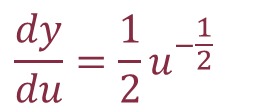 dy/du = 1/2 u^(-1/2)